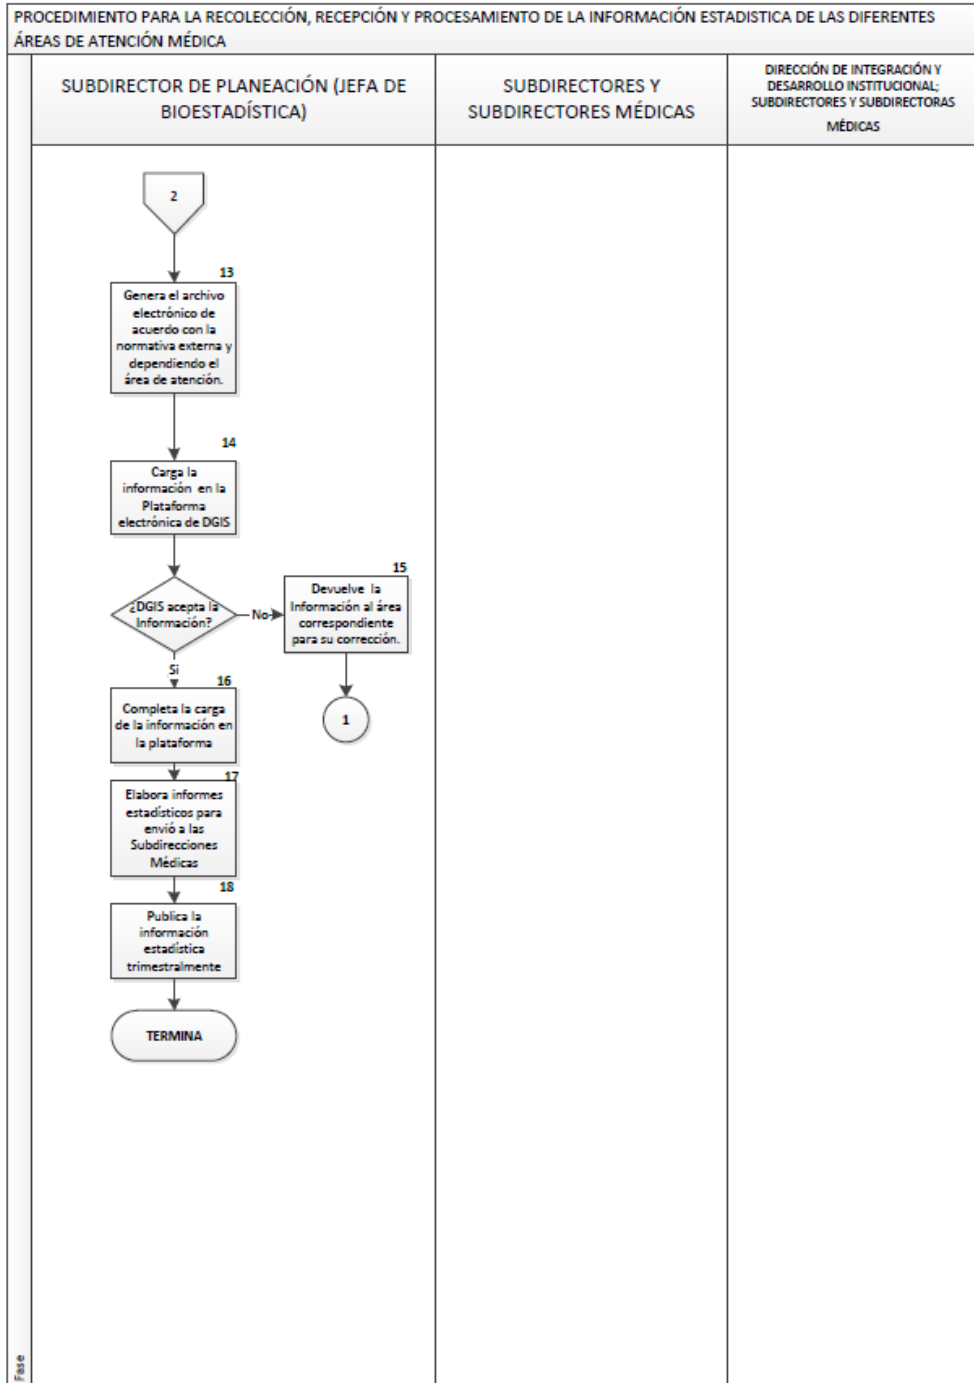 PROCEDIMIENTO PARA LA RECOLECCIÓN, RECEPCIÓN Y PROCESAMIENTO DE LA INFORMACIÓN ESTADISTICA DE LAS DIFERENTES
ÁREAS DE ATENCIÓN MÉDICA
SUBDIRECTOR DE PLANEACIÓN (JEFA DE
BIOESTADÍSTICA)
SUBDIRECTORES Y
SUBDIRECTORES MÉDICAS
DIRECCIÓN DE INTEGRACIÓN Y
DESARROLLO INSTITUCIONAL;
SUBDIRECTORES Y SUBDIRECTORAS
MÉDICAS
2
13
Genera el archivo
electrónico de
acuerdo con la
normativa externa y
dependiendo el
área de atención.
14
Carga la
información en la
Plataforma
electrónica de DGIS
¿DGIS acepta la
Información?
No
15
Devuelve la
Información al área
correspondiente
para su corrección.
1
Si
16
Completa la carga
de la información en
la plataforma
17
Elabora informes
estadísticos para
envió a las
Subdirecciones
Médicas
18
Publica la
información
estadística
trimestralmente
TERMINA
Fase